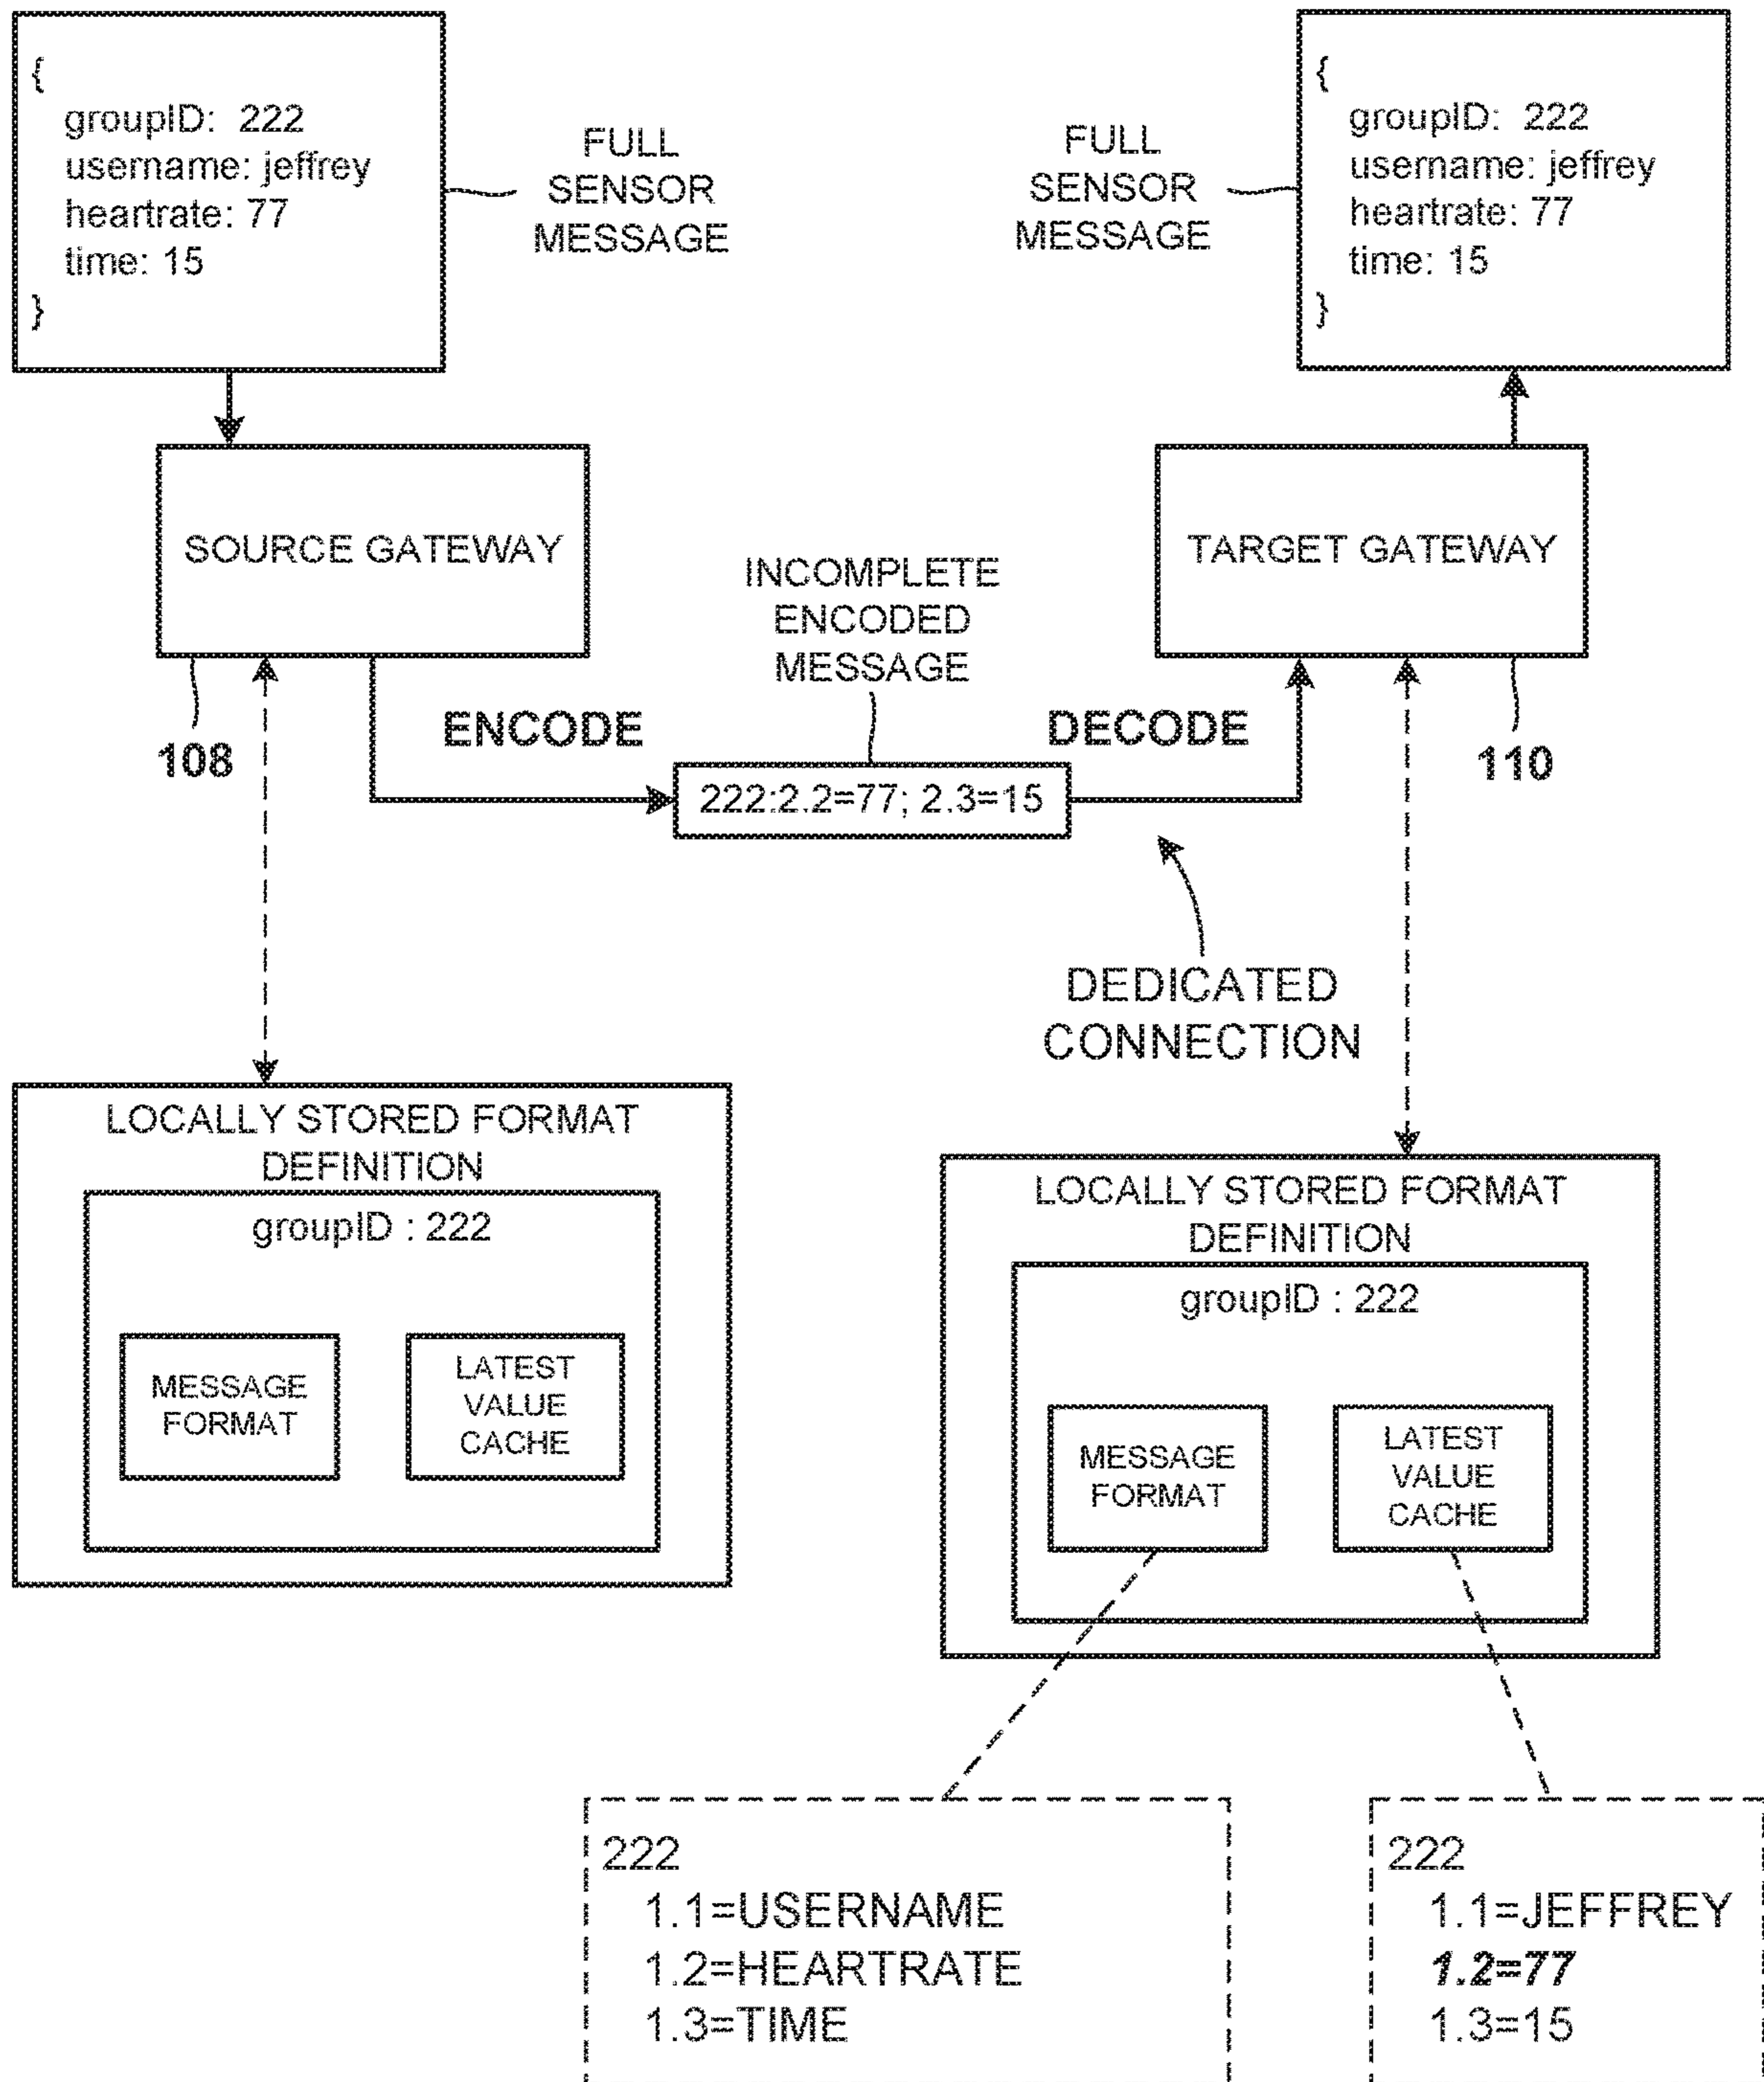 {
groupID: 222
username: jeffrey
heartrate: 77
time: 15
}
FULL
SENSOR
MESSAGE
FULL
SENSOR
MESSAGE
{
groupID: 222
username: jeffrey
heartrate: 77
time: 15
}
SOURCE GATEWAY
108
ENCODE
INCOMPLETE
ENCODED
MESSAGE
222:2.2=77; 2.3=15
DECODE
TARGET GATEWAY
110
DEDICATED
CONNECTION
LOCALLY STORED FORMAT
DEFINITION
groupID : 222
MESSAGE
FORMAT
LATEST
VALUE
CACHE
LOCALLY STORED FORMAT
DEFINITION
groupID : 222
MESSAGE
FORMAT
LATEST
VALUE
CACHE
222
1.1=USERNAME
1.2=HEARTRATE
1.3=TIME
222
1.1=JEFFREY
1.2=77
1.3=15